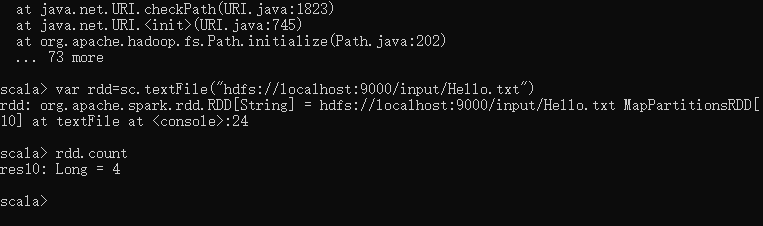 at java.net.URI.checkPath(URI.java:1823)
at java.net.URI.<init>(URI.java:745)
at org.apache.hadoop.fs.Path.initialize(Path.java:202)
... 73 more
scala> var rdd=sc.textFile("hdfs://localhost:9000/input/Hello.txt")
rdd: org.apache.spark.rdd.RDD[String] = hdfs://localhost:9000/input/Hello.txt MapPartitionsRDD[
10] at textFile at <console>:24
scala> rdd.count
res10: Long = 4
scala>